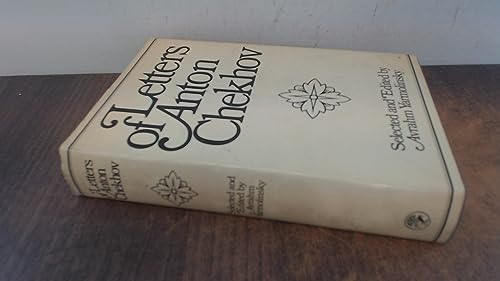 Letters
of
Anton
Chekhov
Selected and Edited by
Avrahm Yarmolinsky
Letters
of Anton
Chekhov
Selected and
Edited by
Avrahm
Yarmolinsky